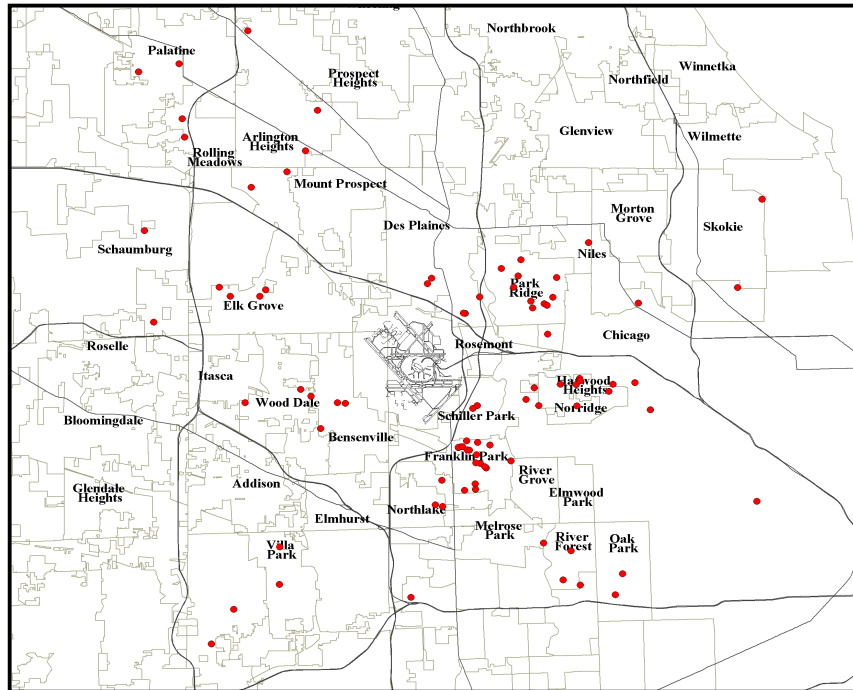 Northbrook
Palatine
Winnetka
Prospect
Heights
Northfield
Glenview
Wilmette
Arlington
Heights
Rolling
Meadows
Mount Prospect
Morton
Grove
Des Plaines
Skokie
Schaumburg
Niles
Park
Ridge
Elk Grove
Chicago
Roselle
Rosemont
Itasca
Harwood
Heights
Wood Dale
Norridge
Schiller Park
Bloomingdale
Bensenville
Franklin Park
River
Grove
Addison
Glendale
Heights
Elmwood
Park
Northlake
Elmhurst
Melrose
Park
River
Forest
Oak
Park
Villa
Park